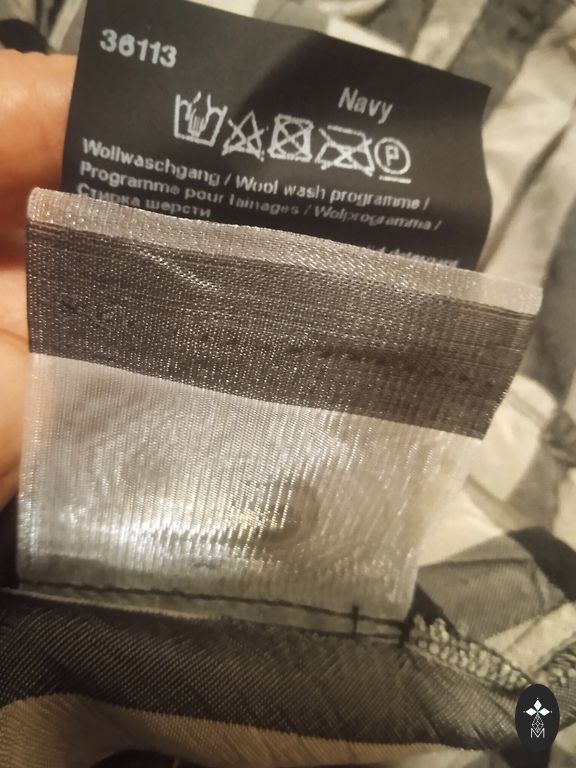 36113
Navy
P
Wollwaschgang / Wool wash programme /
Programme pour lainages / Wolprogramma /
Стирка шерсти
M